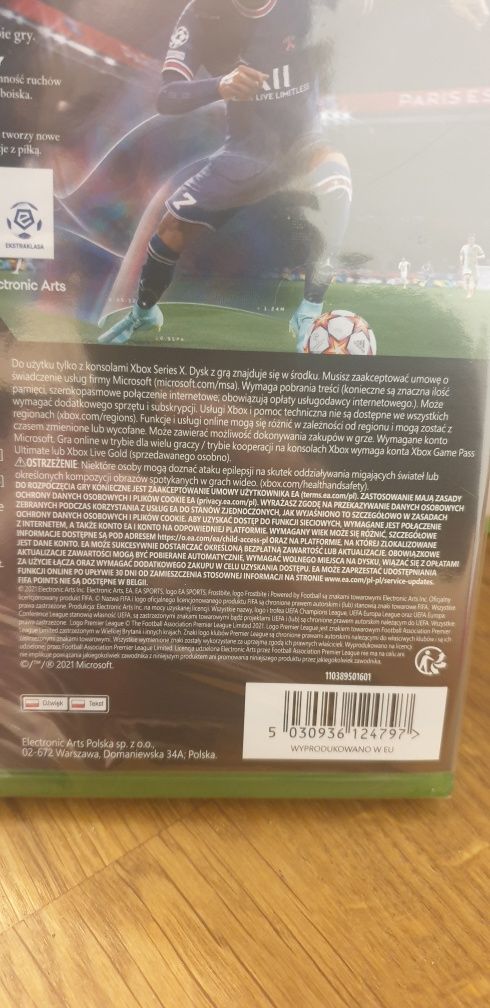 ie gry.
nność ruchów
boiska.
tworzy nowe
je z piłką.
ALL
LIVE LIMITLESS
PARIS ES
7
EKSTRAKLASA
ctronic Arts
Do użytku tylko z konsolami Xbox Series X. Dysk z grą znajduje się w środku. Musisz zaakceptować umowę o
świadczenie usług firmy Microsoft (microsoft.com/msa). Wymaga pobrania treści (konieczne są znaczna ilość
pamięci, szerokopasmowe połączenie internetowe; obowiązują opłaty usługodawcy internetowego.). Może
wymagać dodatkowego sprzętu i subskrypcji. Usługi Xbox i pomoc techniczna nie są dostępne we wszystkich
regionach (xbox.com/regions). Funkcje i usługi online mogą się różnić w zależności od regionu i mogą zostać z
czasem zmienione lub wycofane. Może zawierać możliwość dokonywania zakupów w grze. Wymagane konto
Microsoft. Gra online w trybie dla wielu graczy / trybie kooperacji na konsolach Xbox wymaga konta Xbox Game Pass
Ultimate lub Xbox Live Gold (sprzedawanego osobno).
⚠OSTRZEŻENIE: Niektóre osoby mogą doznać ataku epilepsji na skutek oddziaływania migających świateł lub
określonych kompozycji obrazów spotykanych w grach wideo. (xbox.com/healthandsafety).
DO ROZPOCZĘCIA GRY KONIECZNE JEST ZAAKCEPTOWANIE UMOWY UŻYTKOWNIKA EA (terms.ea.com/pl). ZASTOSOWANIE MAJĄ ZASADY
OCHRONY DANYCH OSOBOWYCH I PLIKÓW COOKIE EA (privacy.ea.com/pl). WYRAŻASZ ZGODĘ NA PRZEKAZYWANIE DANYCH OSOBOWYCH
ZEBRANYCH PODCZAS KORZYSTANIA Z USŁUG EA DO STANÓW ZJEDNOCZONYCH, JAK WYJAŚNIONO TO SZCZEGÓŁOWO W ZASADACH
OCHRONY DANYCH OSOBOWYCH I PLIKÓW COOKIE. ABY UZYSKAĆ DOSTĘP DO FUNKCJI SIECIOWYCH, WYMAGANE JEST POŁĄCZENIE
Z INTERNETEM, A TAKŻE KONTO EA I KONTO NA ODPOWIEDNIEJ PLATFORMIE. WYMAGANY WIEK MOŻE SIĘ RÓŻNIĆ, SZCZEGÓŁOWE
INFORMACJE DOSTĘPNE SĄ POD ADRESEM https://o.ea.com/ea/child-access-pl ORAZ NA PLATFORMIE, NA KTÓREJ ZLOKALIZOWANE
JEST DANE KONTO. EA MOŻE SUKCESYWNIE DOSTARCZAĆ OKREŚLONĄ BEZPŁATNĄ ZAWARTOŚĆ LUB AKTUALIZACJE. OBOWIĄZKOWE
AKTUALIZACJE ZAWARTOŚCI MOGĄ BYĆ POBIERANE AUTOMATYCZNIE, WYMAGAĆ WOLNEGO MIEJSCA NA DYSKU, WIĄZAĆ SIĘ Z OPŁATAMI
ZA UŻYCIE ŁĄCZA ORAZ WYMAGAĆ DODATKOWEGO ZAKUPU W CELU UZYSKANIA DOSTĘPU. EA MOŻE ZAPRZESTAĆ UDOSTĘPNIANIA
FUNKCJI ONLINE PO UPŁYWIE 30 DNI OD ZAMIESZCZENIA STOSOWNEJ INFORMACJI NA STRONIE www.ea.com/pl-pl/service-updates.
FIFA POINTS NIE SĄ DOSTĘPNE W BELGII.
© 2021 Electronic Arts Inc. Electronic Arts, EA, EA SPORTS, logo EA SPORTS, Frostbite, logo Frostbite i Powered by Football są znakami towarowymi Electronic Arts Inc. Oficjalny
©/™/® 2021 Microsoft.
110389501601
Dźwięk
Tekst
5 030936 124797 >
WYPRODUKOWANO W EU
Electronic Arts Polska sp. z o.o.,
02-672 Warszawa, Domaniewska 34A; Polska.